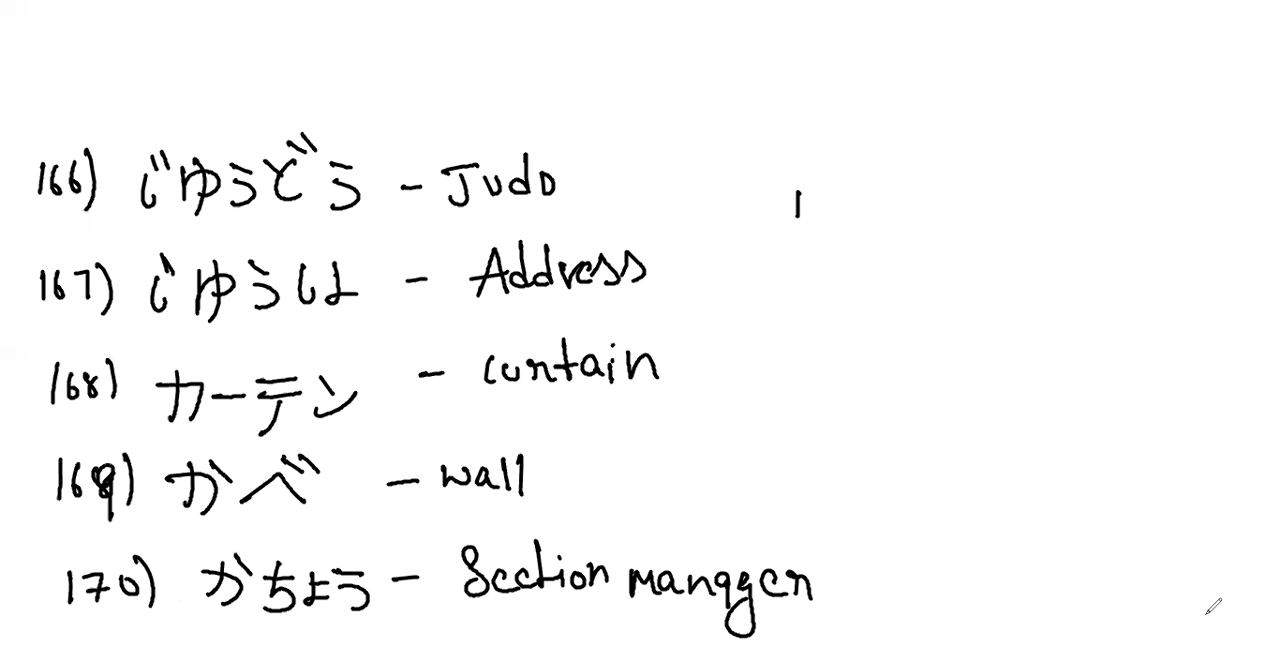 166) じゆうどう - Judo
167) じゆうしよ - Address
168) カーテン - curtain
169) かべ - wall
170) かちよう - Section manager